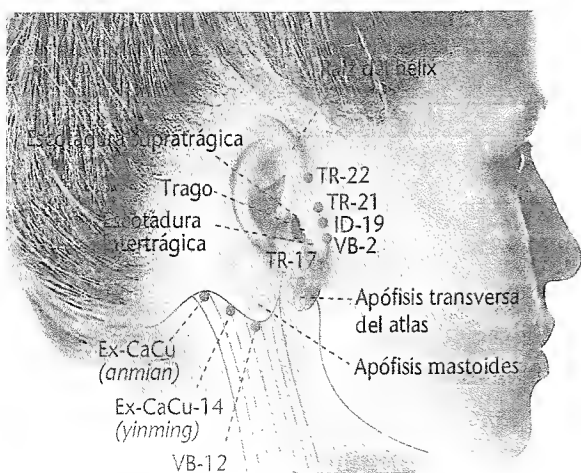 Raíz del hélix
Escotadura supratrágica
TR-22
Trago
TR-21
ID-19
Escotadura
intertrágica
VB-2
TR-17
Apófisis transversa
del atlas
Ex-CaCu
(anmian)
Apófisis mastoides
Ex-CaCu-14
(yinming)
VB-12